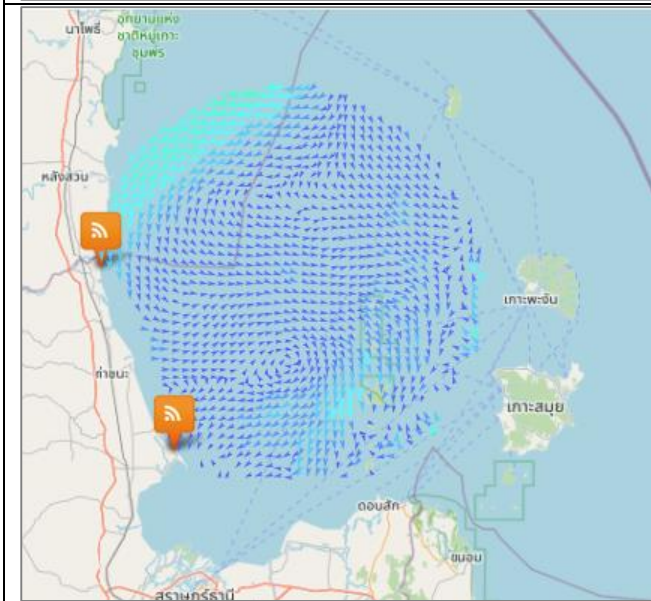 อุทยานแห่ง
ชาติหมู่เกาะ
ชุมพร
นาโพธิ์
หลังสวน
เกาะพะงัน
ท่าชนะ
เกาะสมุย
ดอนสัก
ขนอม
สุราษฎร์ธานี